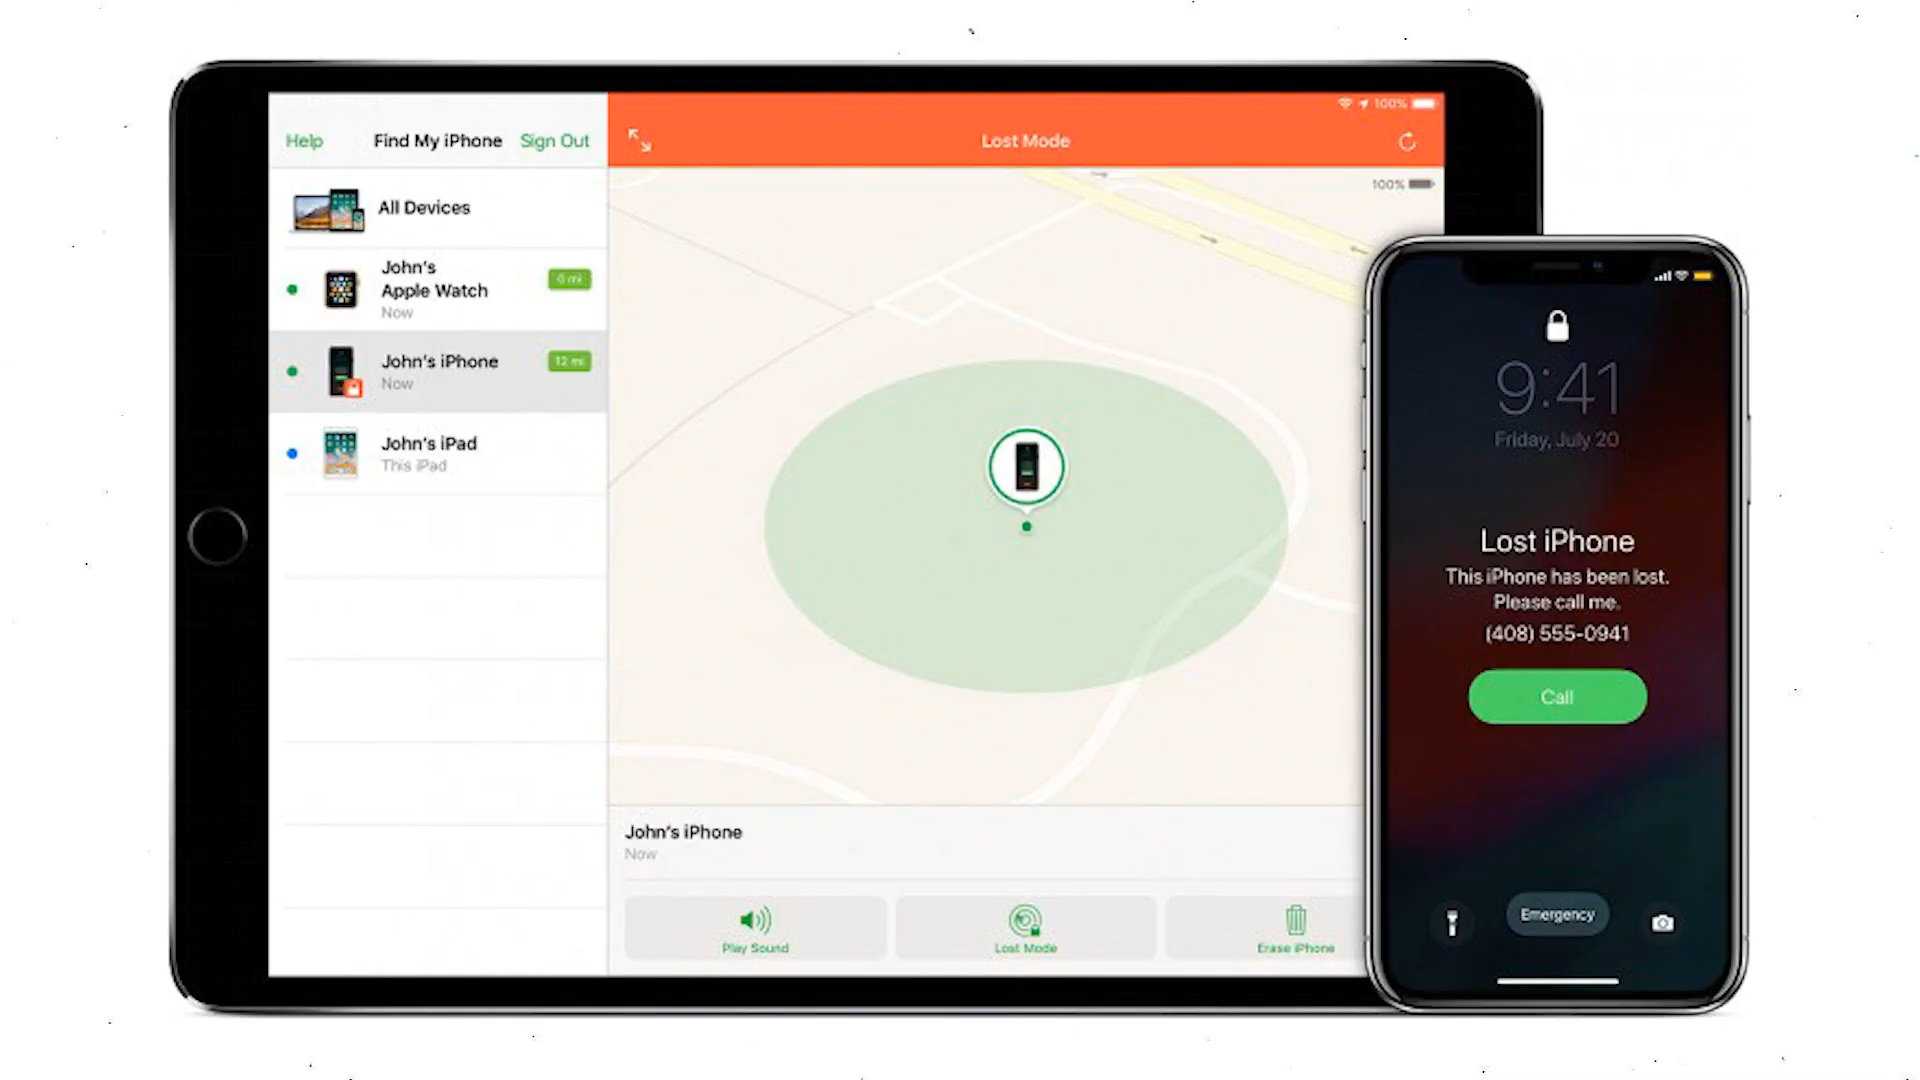 100%
Help
Find My iPhone
Sign Out
Lost Mode
All Devices
John's
Apple Watch
Now
0 mi
John's iPhone
Now
12 mi
John's iPad
This iPad
100%
John's iPhone
Now
Play Sound
Lost Mode
Erase iPhone
9:41
Friday, July 20
Lost iPhone
This iPhone has been lost.
Please call me.
(408) 555-0941
Call
Emergency